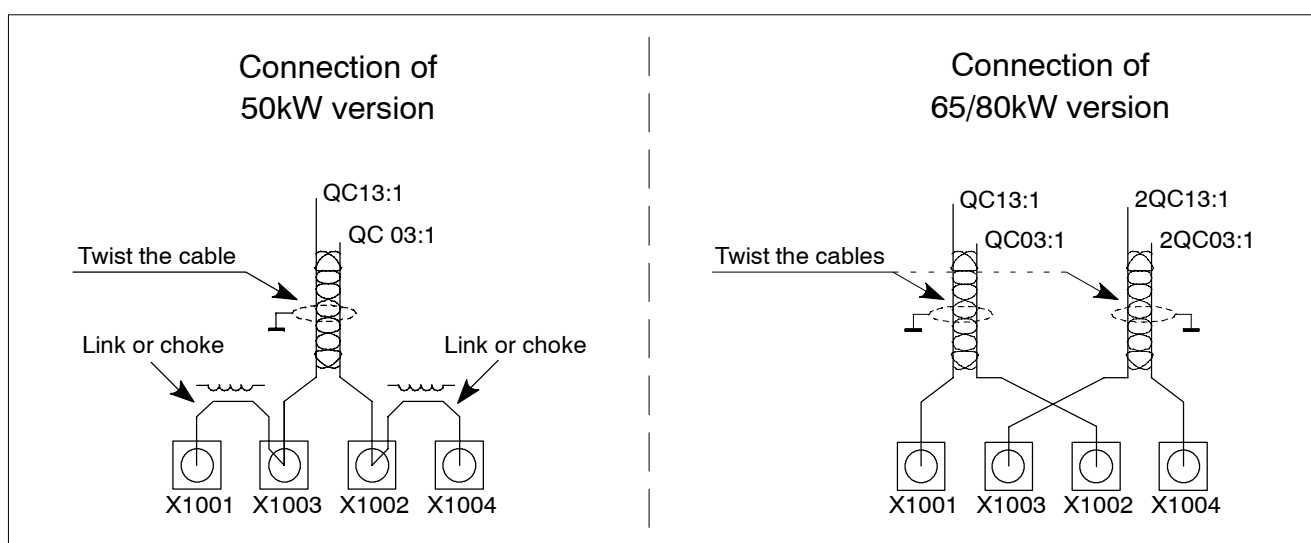 Connection of
50kW version
QC13:1
QC 03:1
Twist the cable
Link or choke
Link or choke
X1001
X1003
X1002
X1004
Connection of
65/80kW version
QC13:1
2QC13:1
QC03:1
2QC03:1
Twist the cables
X1001
X1003
X1002
X1004